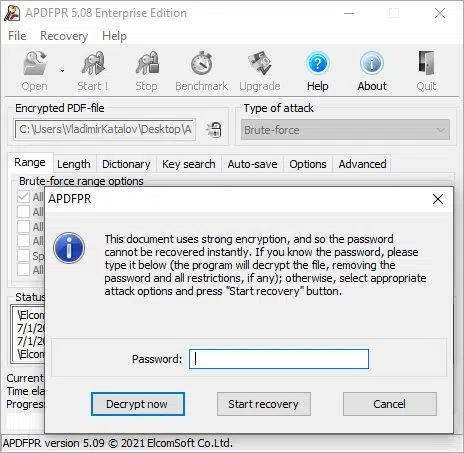 APDFPR 5.08 Enterprise Edition
File Recovery Help
Open Start ! Stop Benchmark Upgrade Help About Quit
Encrypted PDF-file Type of attack
C:\Users\VladimirKatalov\Desktop\A Brute-force
Range Length Dictionary Key search Auto-save Options Advanced
Brute-force range options
All
All
All
All
Sp
All
APDFPR
This document uses strong encryption, and so the password
cannot be recovered instantly. If you know the password, please
type it below (the program will decrypt the file, removing the
password and all restrictions, if any); otherwise, select appropriate
attack options and press "Start recovery" button.
Password:
Decrypt now Start recovery Cancel
Status
\Elcom
7/1/20
7/1/20
\Elcom
Current
Time ela
Progres
APDFPR version 5.09 © 2021 ElcomSoft Co.Ltd.